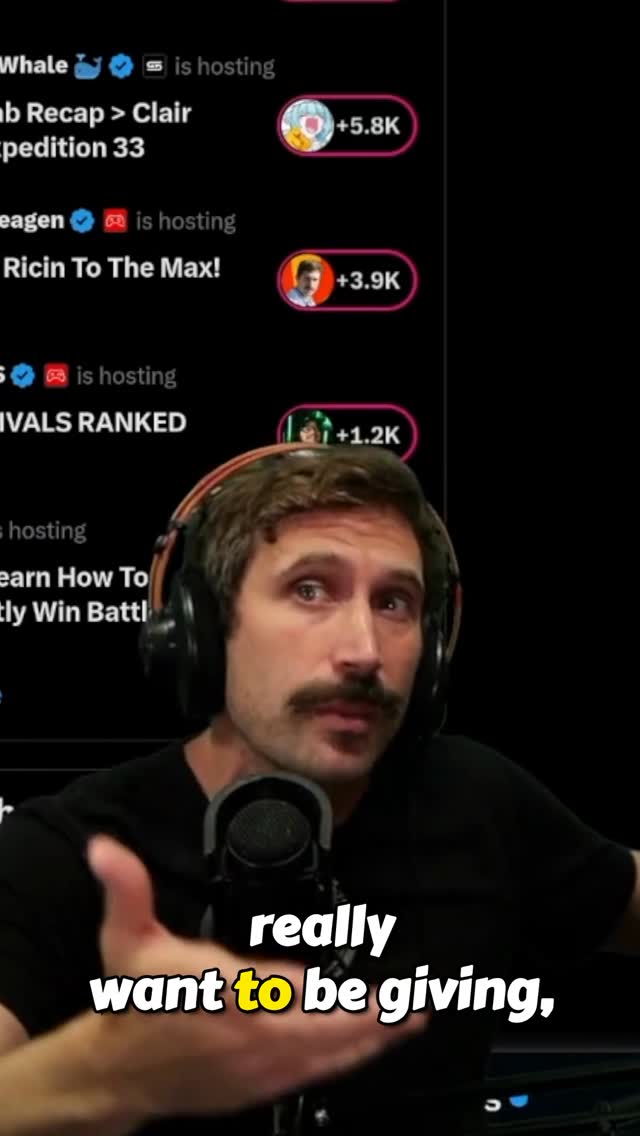 Whale is hosting
ab Recap > Clair
xpedition 33
+5.8K
eagen is hosting
Ricin To The Max!
+3.9K
S is hosting
IVALS RANKED
+1.2K
s hosting
earn How To
tly Win Battl
really
want to be giving,